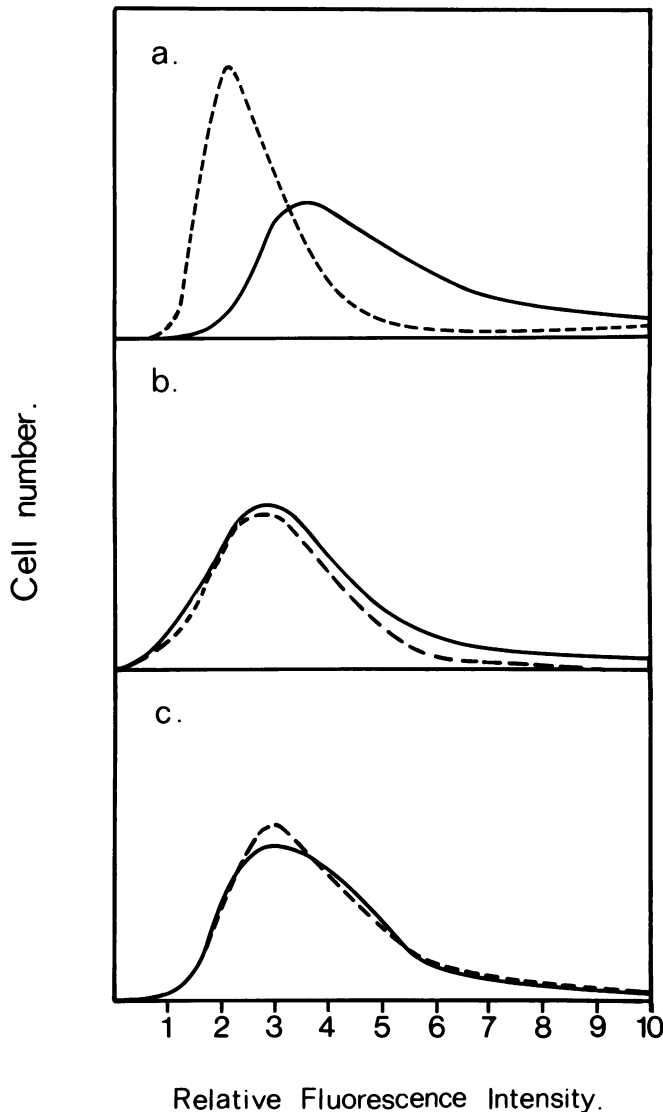 a.
b.
c.
Cell number.
1 2 3 4 5 6 7 8 9 10
Relative Fluorescence Intensity.